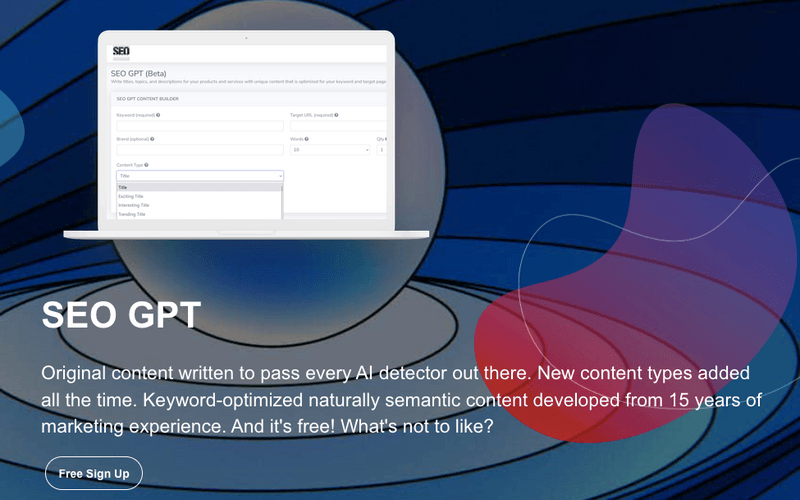 SEO
SEO GPT (Beta)
Write titles, topics, and descriptions for your products and services with unique content that is optimized for your keyword and target page
SEO GPT CONTENT BUILDER
Keyword (required)
Target URL (required)
Brand (optional)
Words
Qty
50
1
Content Type
Title
Title
Exciting Title
Interesting Title
Trending Title
SEO GPT
Original content written to pass every AI detector out there. New content types added
all the time. Keyword-optimized naturally semantic content developed from 15 years of
marketing experience. And it's free! What's not to like?
Free Sign Up